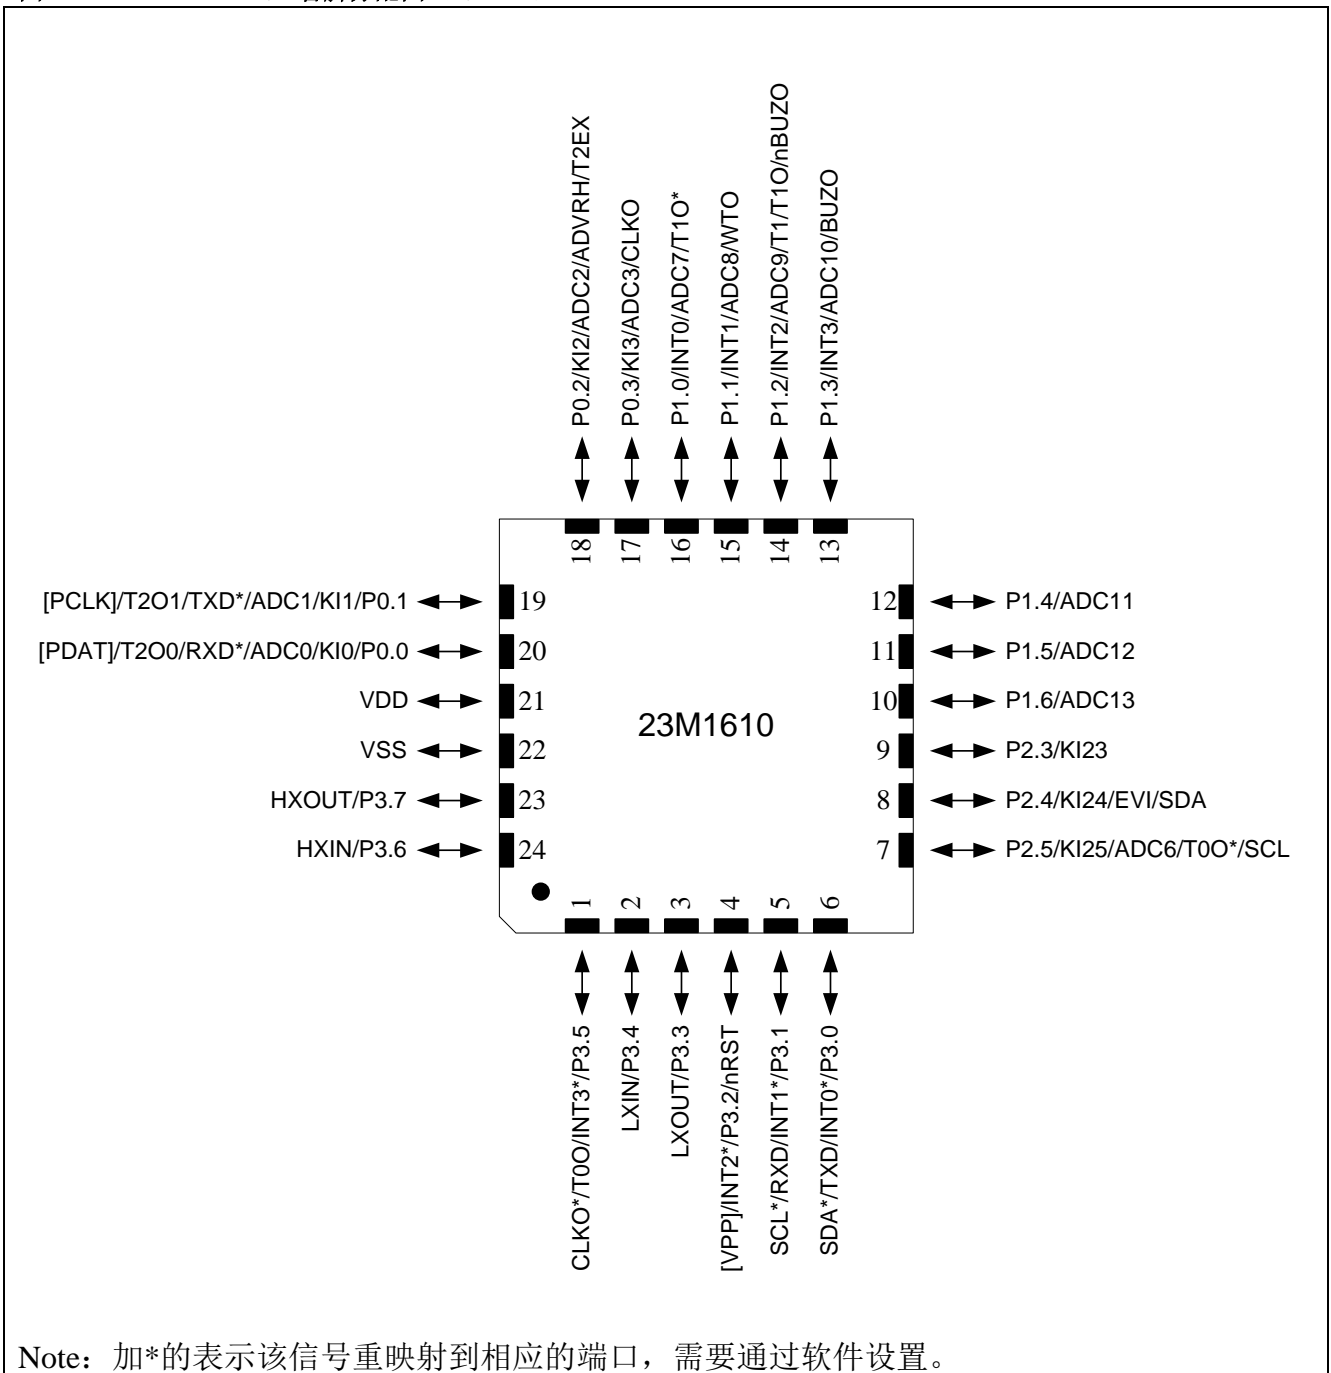 P0.2/KI2/ADC2/ADVRH/T2EX
P0.3/KI3/ADC3/CLKO
P1.0/INT0/ADC7/T1O*
P1.1/INT1/ADC8/WTO
P1.2/INT2/ADC9/T1/T1O/nBUZO
P1.3/INT3/ADC10/BUZO
18
17
16
15
14
13
[PCLK]/T2O1/TXD*/ADC1/KI1/P0.1
19
[PDAT]/T2O0/RXD*/ADC0/KI0/P0.0
20
VDD
21
VSS
22
HXOUT/P3.7
23
HXIN/P3.6
24
23M1610
12
P1.4/ADC11
11
P1.5/ADC12
10
P1.6/ADC13
9
P2.3/KI23
8
P2.4/KI24/EVI/SDA
7
P2.5/KI25/ADC6/T0O*/SCL
1
2
3
4
5
6
CLKO*/T0O/INT3*/P3.5
LXIN/P3.4
LXOUT/P3.3
[VPP]/INT2*/P3.2/nRST
SCL*/RXD/INT1*/P3.1
SDA*/TXD/INT0*/P3.0
Note：加*的表示该信号重映射到相应的端口，需要通过软件设置。